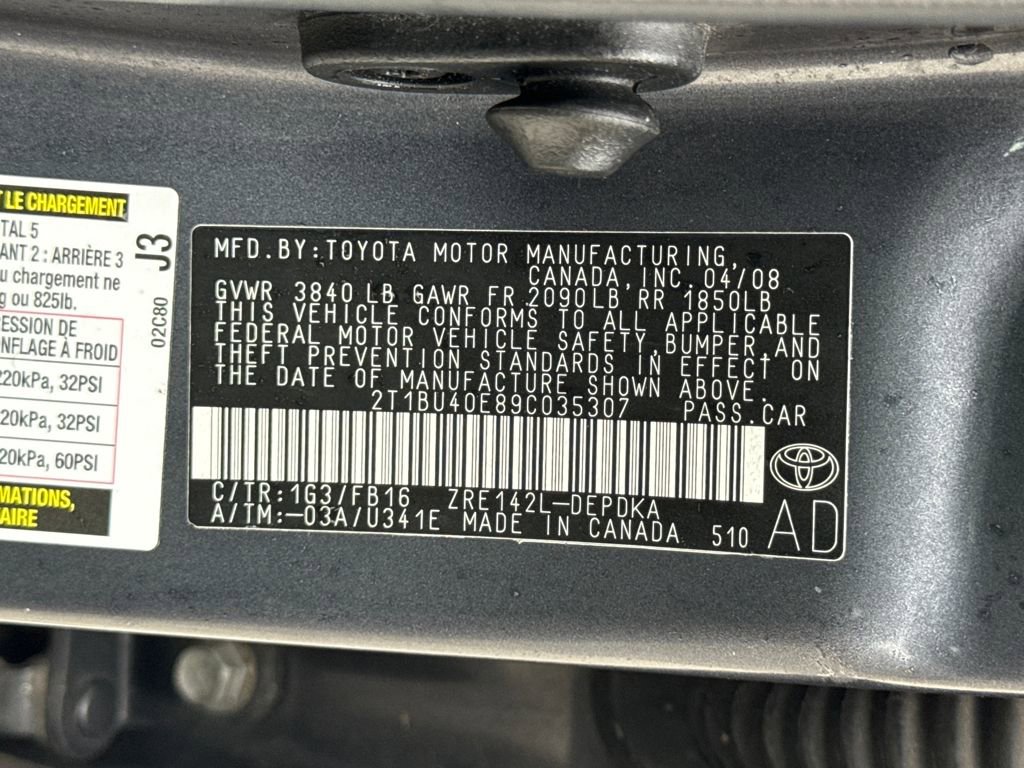 T LE CHARGEMENT
TAL 5
ANT 2 : ARRIÈRE 3
u chargement ne
g ou 825lb.
RESSION DE
NFLAGE À FROID
220kPa, 32PSI
20kPa, 32PSI
20kPa, 60PSI
MATIONS,
AIRE
J3
02C80
MFD.BY:TOYOTA MOTOR MANUFACTURING,
CANADA,INC.04/08
GVWR 3840 LB GAWR FR 2090LB RR 1850LB
THIS VEHICLE CONFORMS TO ALL APPLICABLE
FEDERAL MOTOR VEHICLE SAFETY,BUMPER,AND
THEFT PREVENTION STANDARDS IN EFFECT ON
THE DATE OF MANUFACTURE SHOWN ABOVE.
2T1BU40E89C035307 PASS.CAR
C/TR:1G3/FB16 ZRE142L-DEPDKA
A/TM:-03A/U341E MADE IN CANADA 510
AD